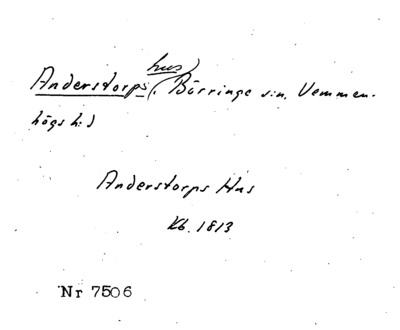 Anderstorps hus, Börringe s:n, Vemmen-
högs h:d
Anderstorps Hus
Kb. 1813
Nr 7506